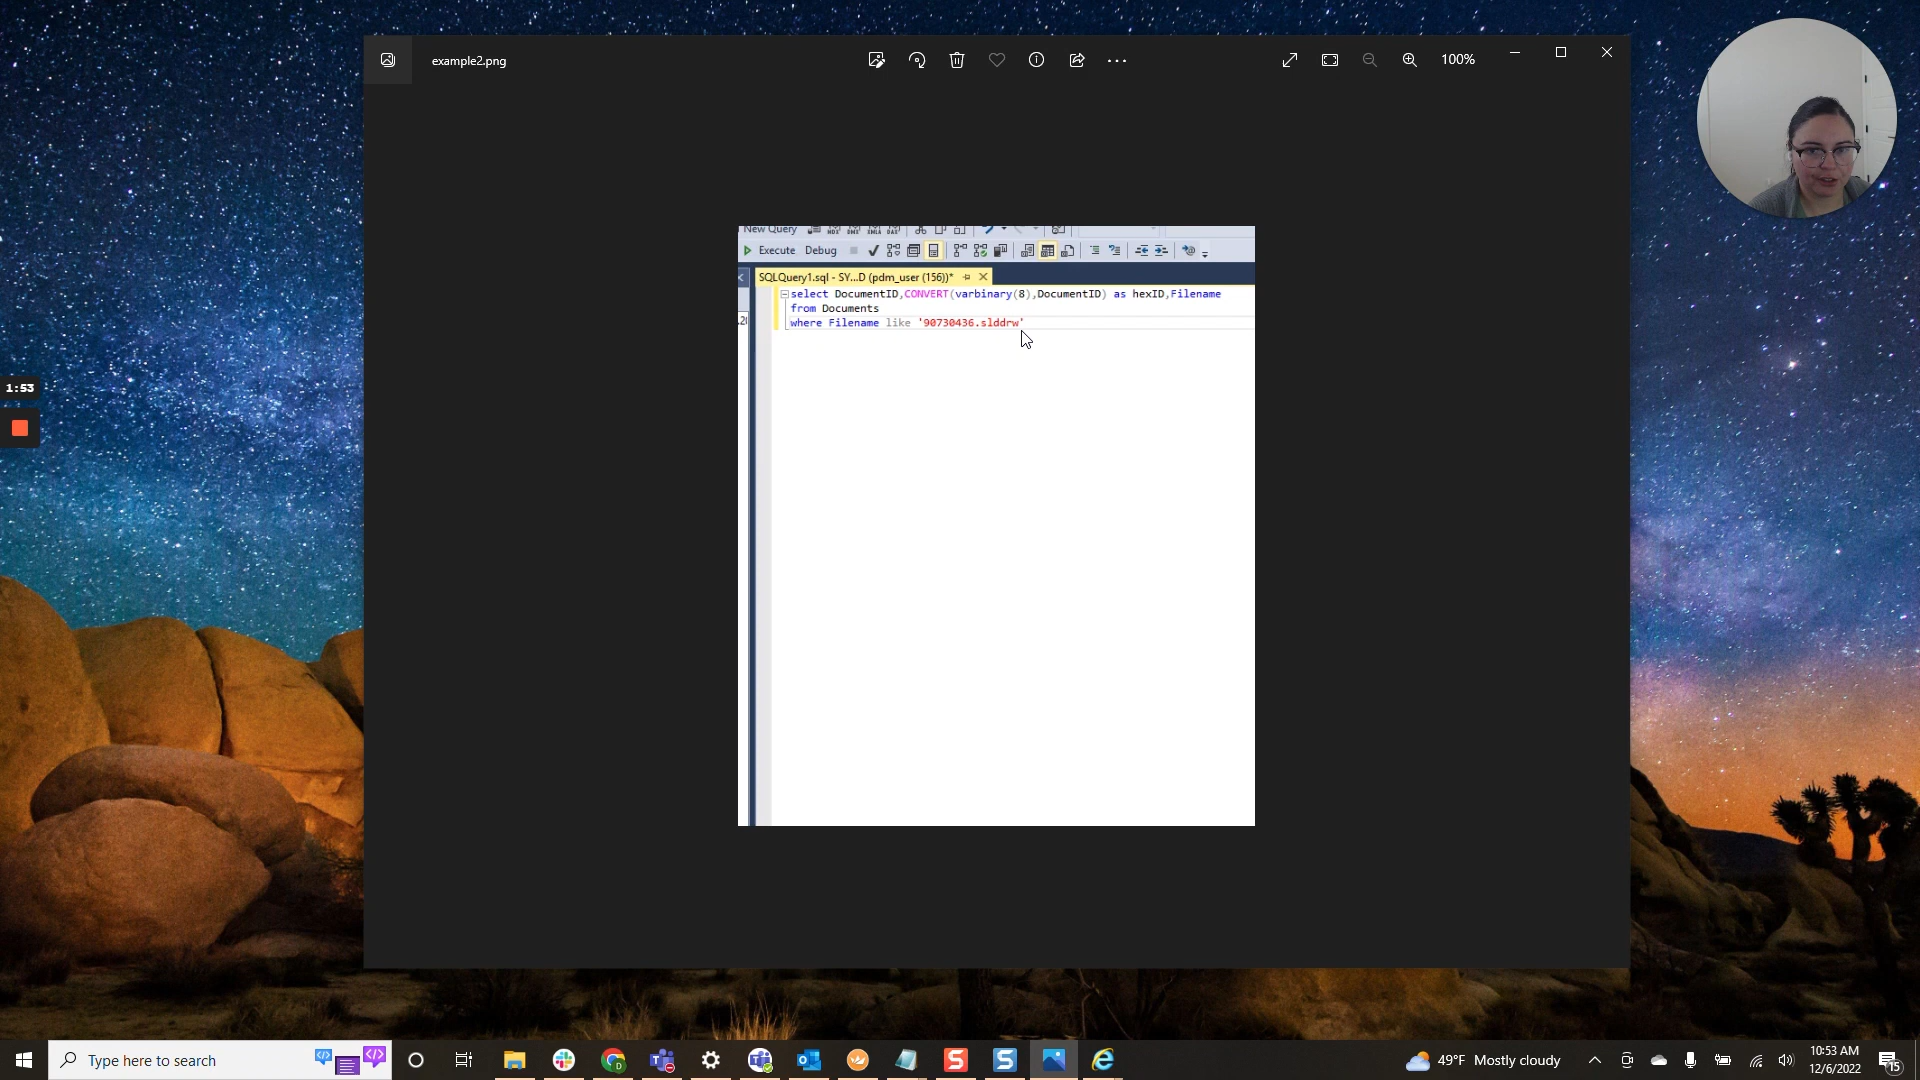 example2.png
100%
New Query
Execute Debug
SQLQuery1.sql - SY...D (pdm_user (156))*
select DocumentID,CONVERT(varbinary(8),DocumentID) as hexID,Filename
from Documents
where Filename like '90730436.slddrw'
1:53
Type here to search
49°F Mostly cloudy
10:53 AM
12/6/2022
15